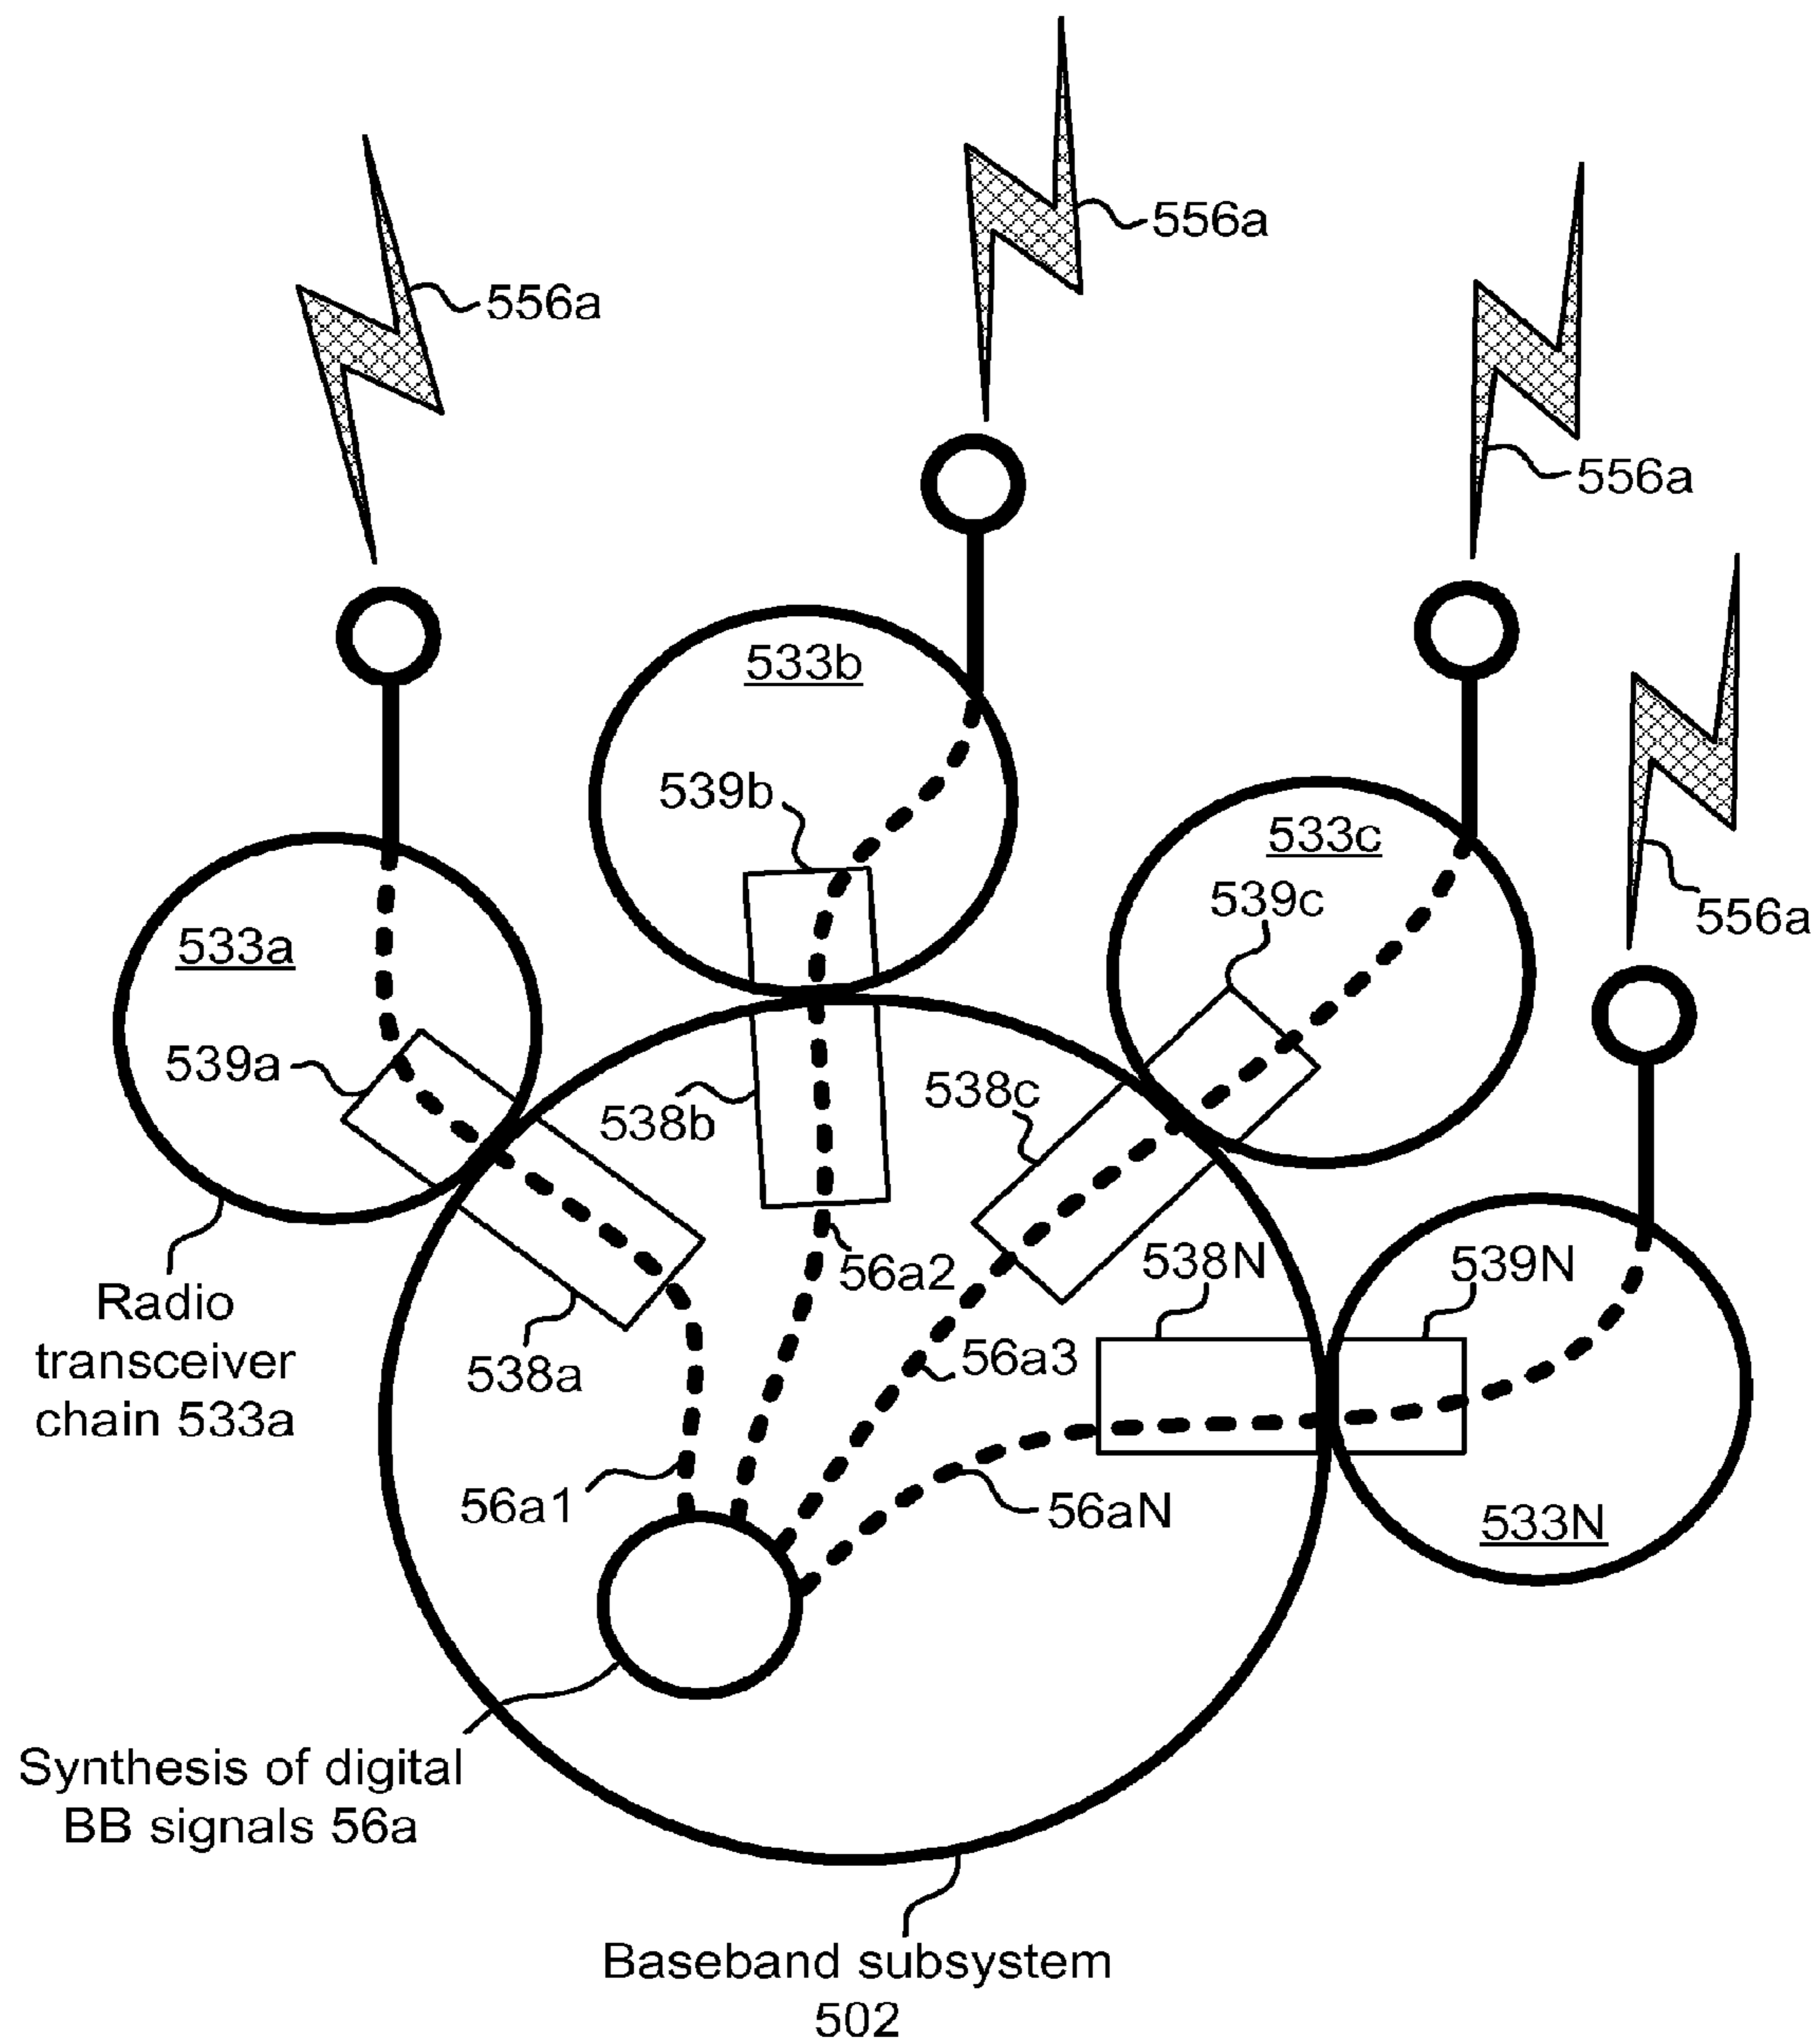 556a
556a
556a
533b
539b
533c
539c
556a
533a
539a
538b
538c
56a2
538N
539N
Radio
transceiver
chain 533a
538a
56a3
56a1
56aN
533N
Synthesis of digital
BB signals 56a
Baseband subsystem
502